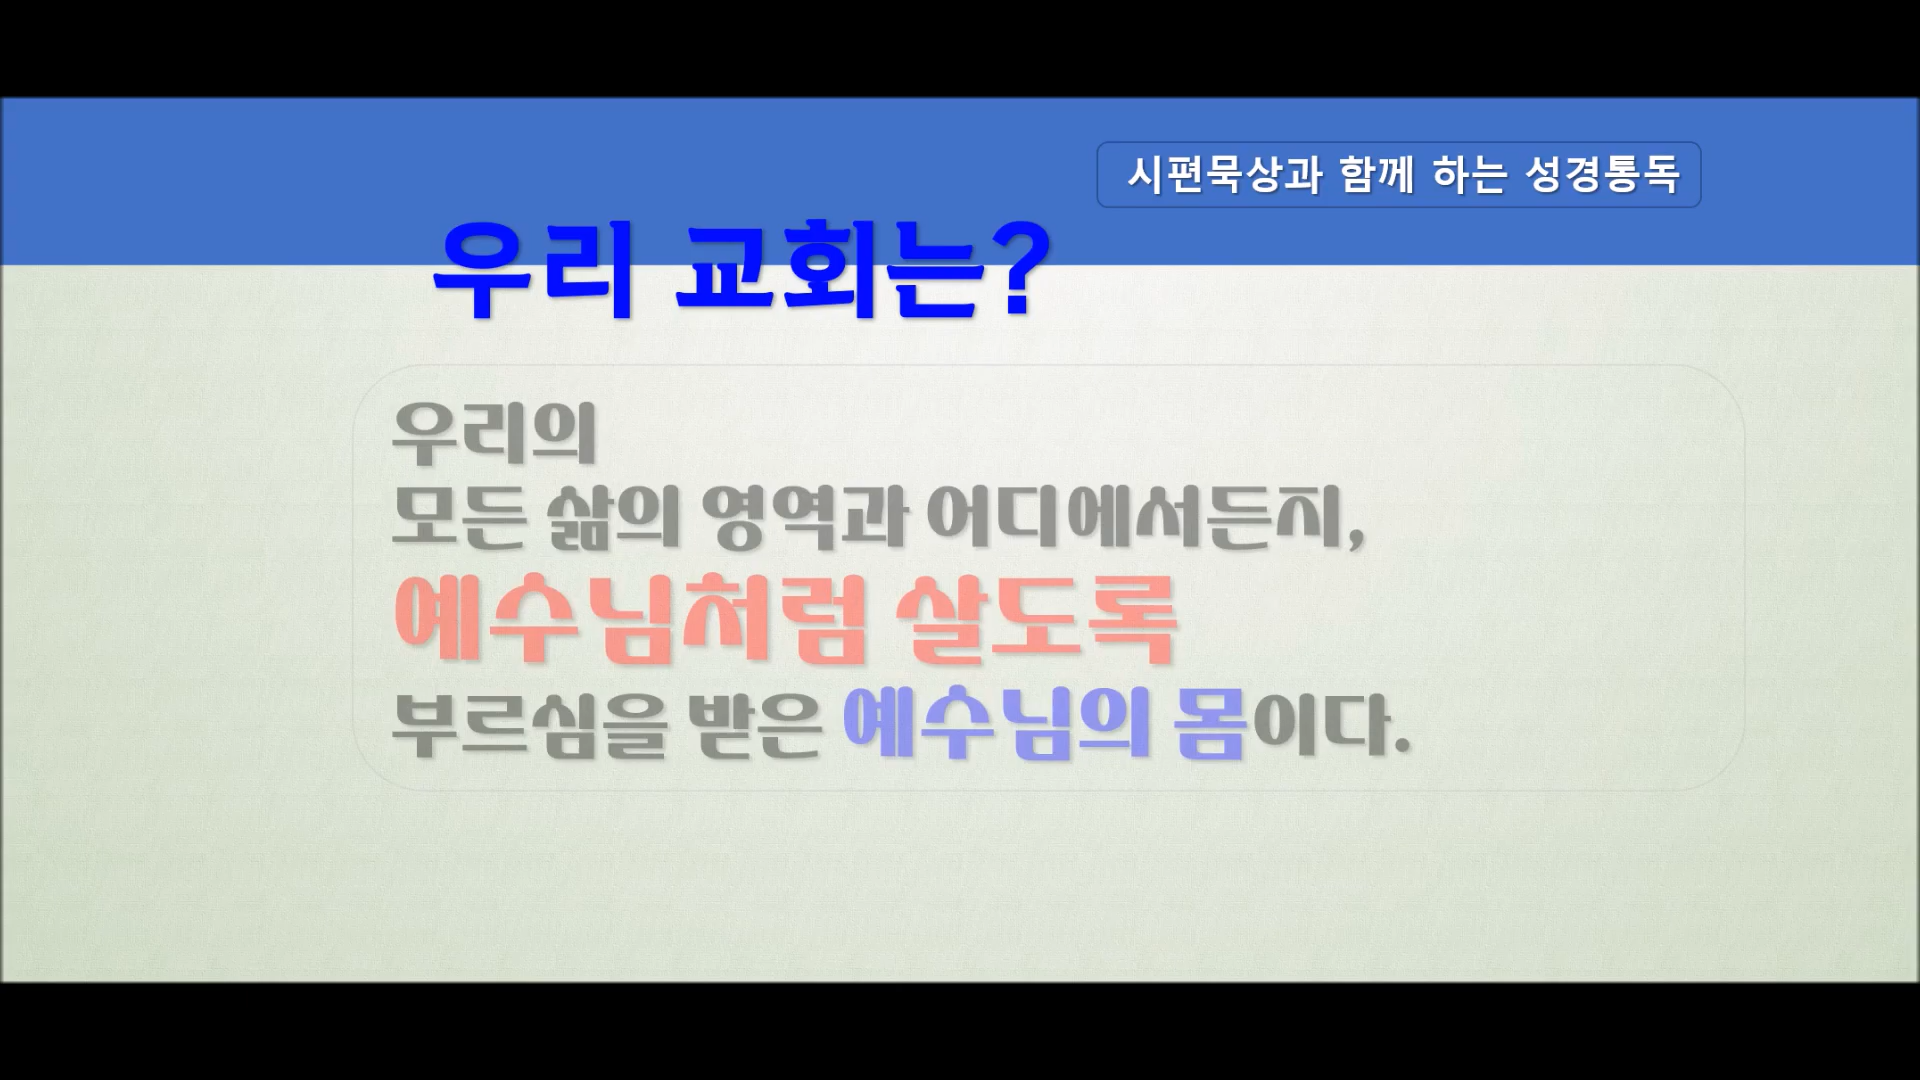 시편묵상과 함께 하는 성경통독
우리 교회는?
우리의
모든 삶의 영역과 어디에서든지,
예수님처럼 살도록
부르심을 받은 예수님의 몸이다.